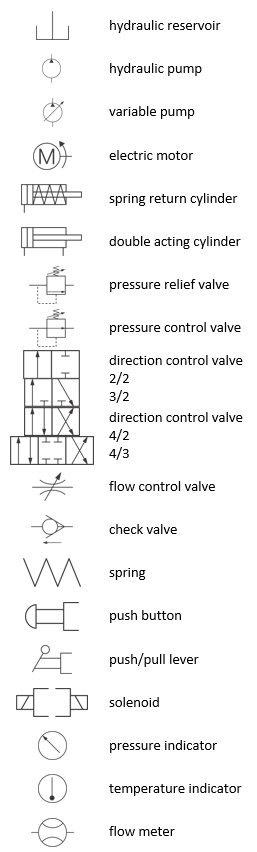 hydraulic reservoir
hydraulic pump
variable pump
M electric motor
spring return cylinder
double acting cylinder
pressure relief valve
pressure control valve
direction control valve
2/2
3/2
direction control valve
4/2
4/3
flow control valve
check valve
spring
push button
push/pull lever
solenoid
pressure indicator
temperature indicator
flow meter